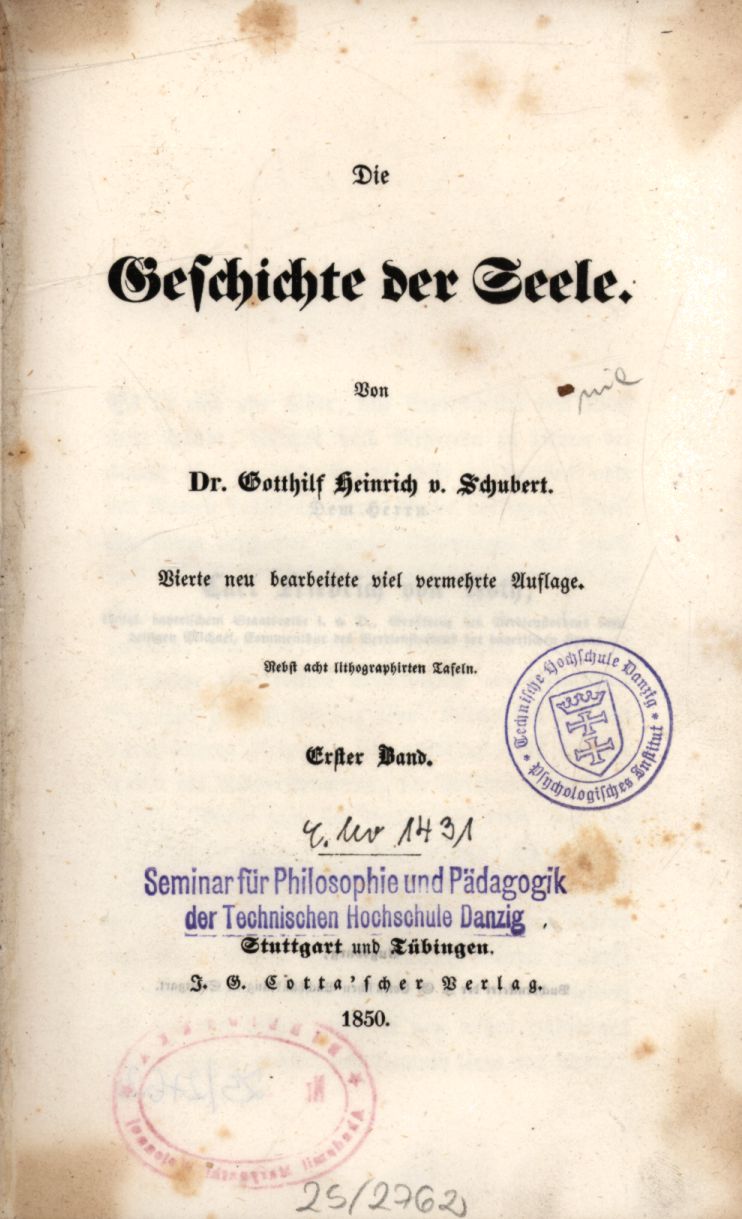 Die
Geschichte der Seele.
Von
Dr. Gotthilf Heinrich v. Schubert.
Vierte neu bearbeitete viel vermehrte Auflage.
Nebst acht lithographirten Tafeln.
* Technische Hochschule Danzig *
Psychologisches Institut
Erster Band.
1431
Seminar für Philosophie und Pädagogik
der Technischen Hochschule Danzig
Stuttgart und Tübingen.
J. G. Cotta'scher Verlag.
1850.
25/2762